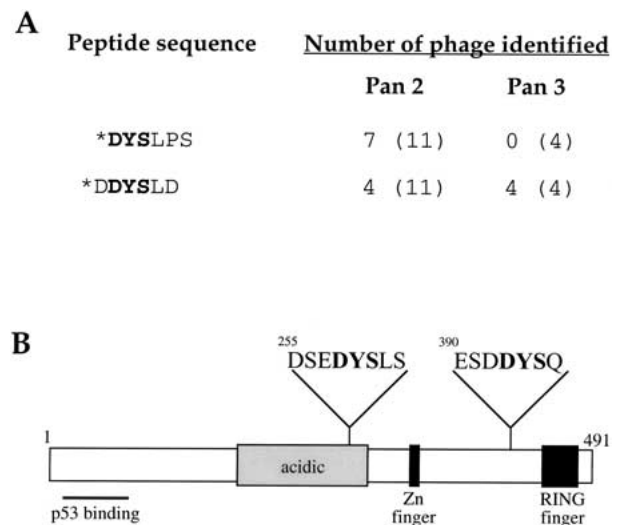 A
Peptide sequence
Number of phage identified
Pan 2 Pan 3
*DYSLPS 7 (11) 0 (4)
*DDYSLD 4 (11) 4 (4)
B
255 390
DSEDYSLS ESDDYSQ
1 491
acidic
p53 binding
Zn finger
RING finger